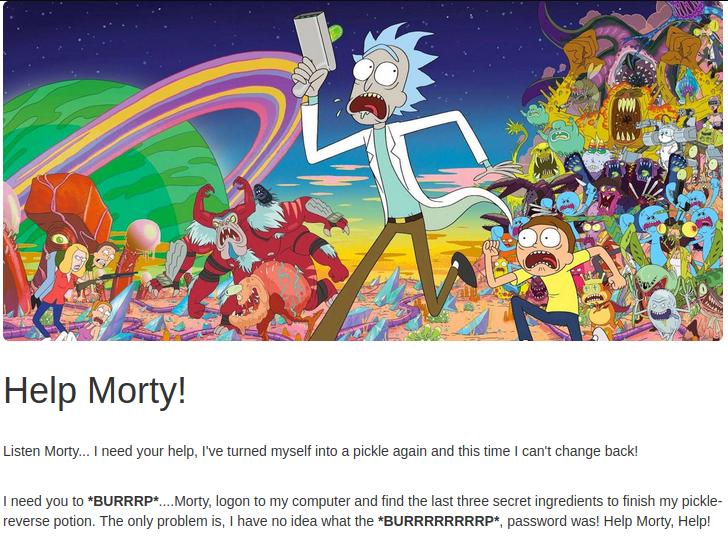 Help Morty!
Listen Morty... I need your help, I've turned myself into a pickle again and this time I can't change back!
I need you to *BURRRP*....Morty, logon to my computer and find the last three secret ingredients to finish my pickle-
reverse potion. The only problem is, I have no idea what the *BURRRRRRRRP*, password was! Help Morty, Help!